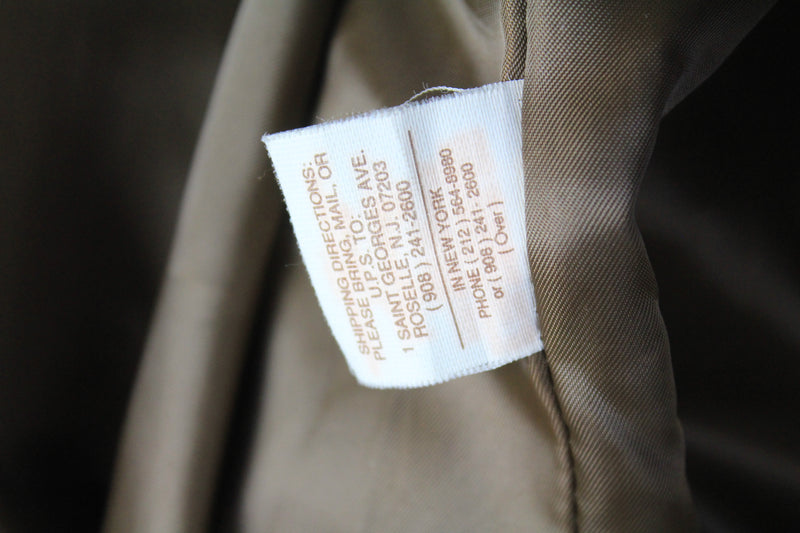 SHIPPING DIRECTIONS:
PLEASE BRING, MAIL, OR
U.P.S. TO:
1 SAINT GEORGES AVE.
ROSELLE, N.J. 07203
( 908 ) 241-2600
IN NEW YORK
PHONE ( 212 ) 564-8980
or ( 908 ) 241 - 2600
( Over )